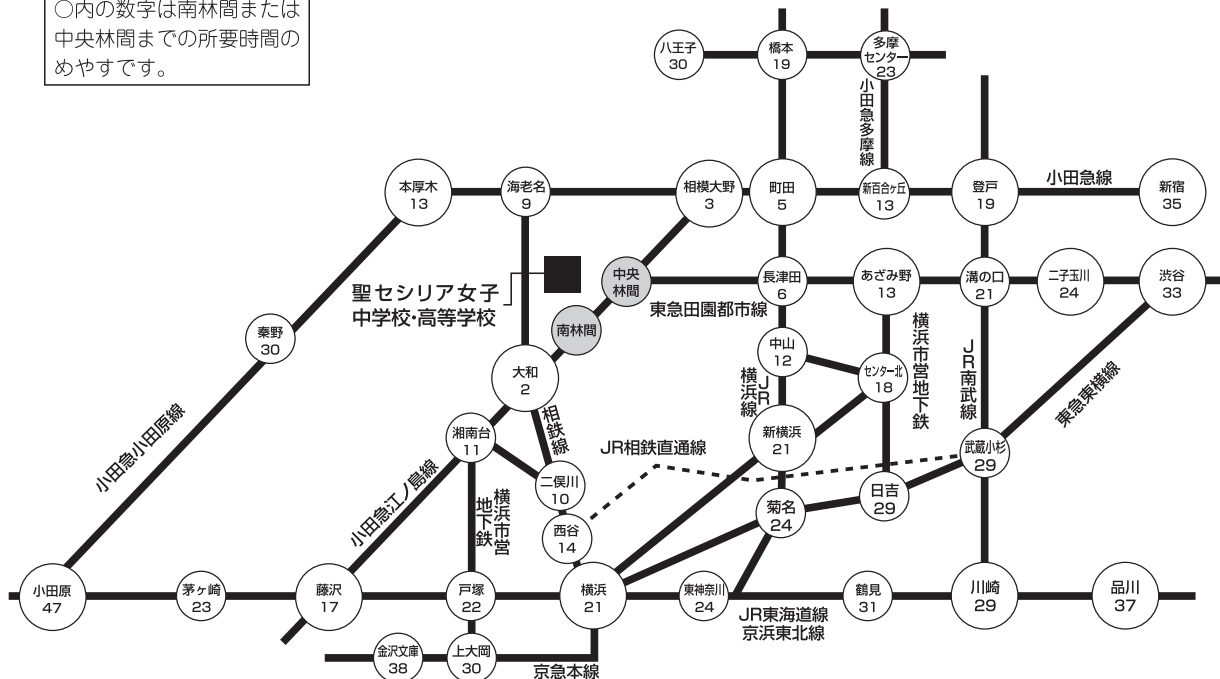 ○内の数字は南林間または
中央林間までの所要時間の
めやすです。
八王子
30
橋本
19
多摩
センター
23
小田急多摩線
本厚木
13
海老名
9
相模大野
3
町田
5
新百合ヶ丘
13
登戸
19
小田急線
新宿
35
聖セシリア女子
中学校・高等学校
中央
林間
東急田園都市線
長津田
6
あざみ野
13
溝の口
21
二子玉川
24
渋谷
33
南林間
秦野
30
大和
2
中山
12
センター北
18
横浜市営地下鉄
JR南武線
東急東横線
JR
横浜線
小田急小田原線
湘南台
11
相鉄線
新横浜
21
JR相鉄直通線
武蔵小杉
29
小田急江ノ島線
横浜市営
地下鉄
二俣川
10
西谷
14
菊名
24
日吉
29
小田原
47
茅ヶ崎
23
藤沢
17
戸塚
22
横浜
21
東神奈川
24
鶴見
31
川崎
29
品川
37
JR東海道線
京浜東北線
金沢文庫
38
上大岡
30
京急本線